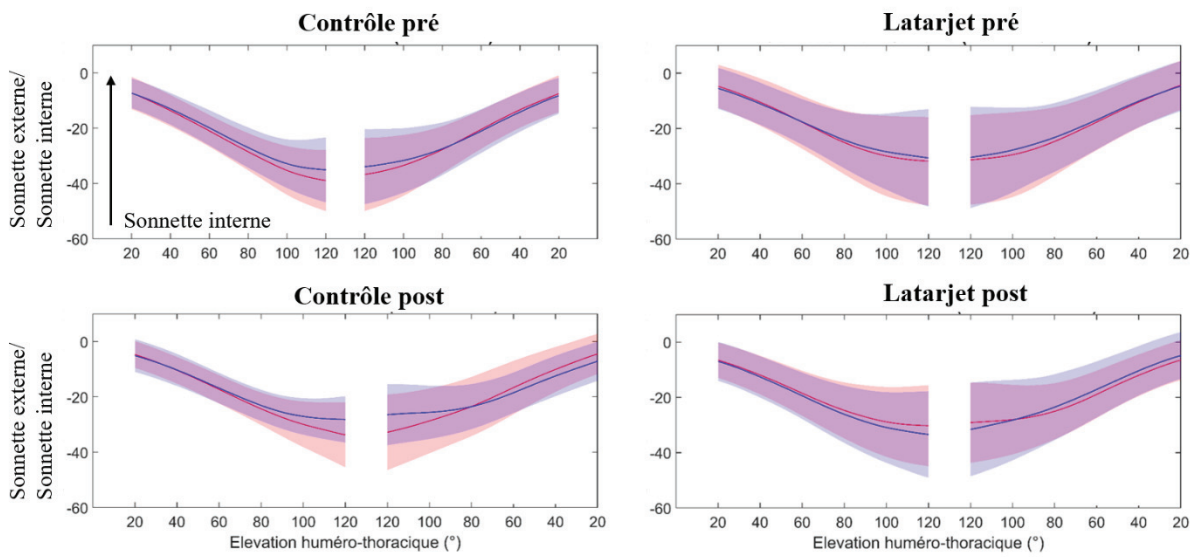 Contrôle pré
Latarjet pré
0
-20
-40
-60
Sonnette externe/
Sonnette interne
Sonnette interne
20 40 60 80 100 120 120 100 80 60 40 20
0
-20
-40
-60
20 40 60 80 100 120 120 100 80 60 40 20
Contrôle post
Latarjet post
0
-20
-40
-60
Sonnette externe/
Sonnette interne
20 40 60 80 100 120 120 100 80 60 40 20
Elevation huméro-thoracique (°)
0
-20
-40
-60
20 40 60 80 100 120 120 100 80 60 40 20
Elevation huméro-thoracique (°)